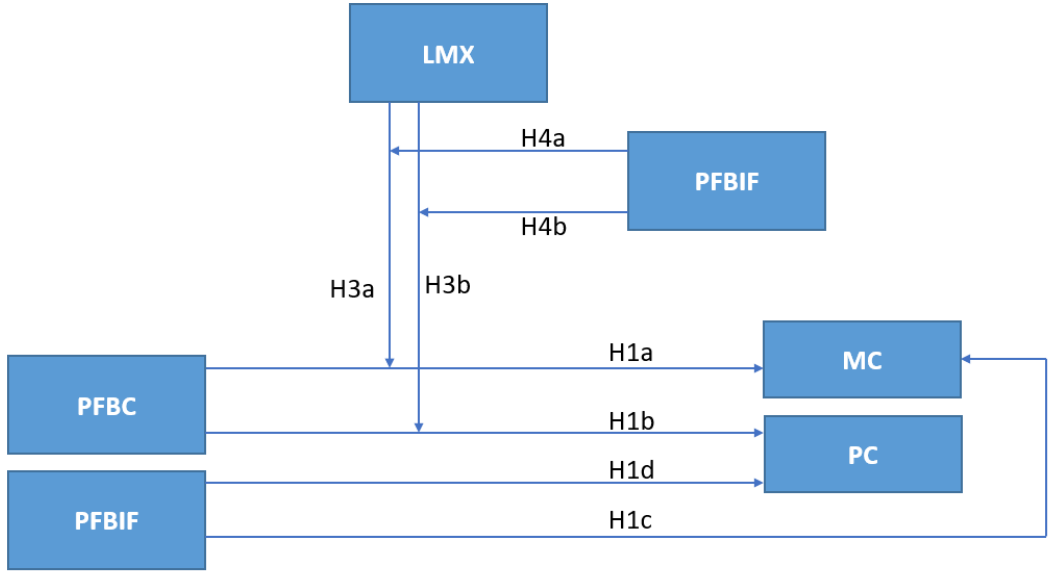 LMX
H4a
PFBIF
H4b
H3a
H3b
H1a
MC
PFBC
H1b
PC
H1d
PFBIF
H1c